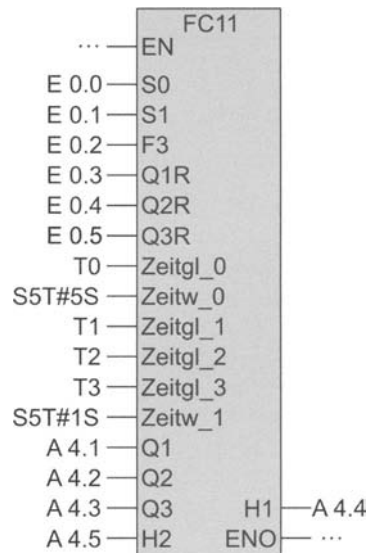 FC11
... EN
E 0.0 S0
E 0.1 S1
E 0.2 F3
E 0.3 Q1R
E 0.4 Q2R
E 0.5 Q3R
T0 Zeitgl_0
S5T#5S Zeitw_0
T1 Zeitgl_1
T2 Zeitgl_2
T3 Zeitgl_3
S5T#1S Zeitw_1
A 4.1 Q1
A 4.2 Q2
A 4.3 Q3 H1 A 4.4
A 4.5 H2 ENO ...